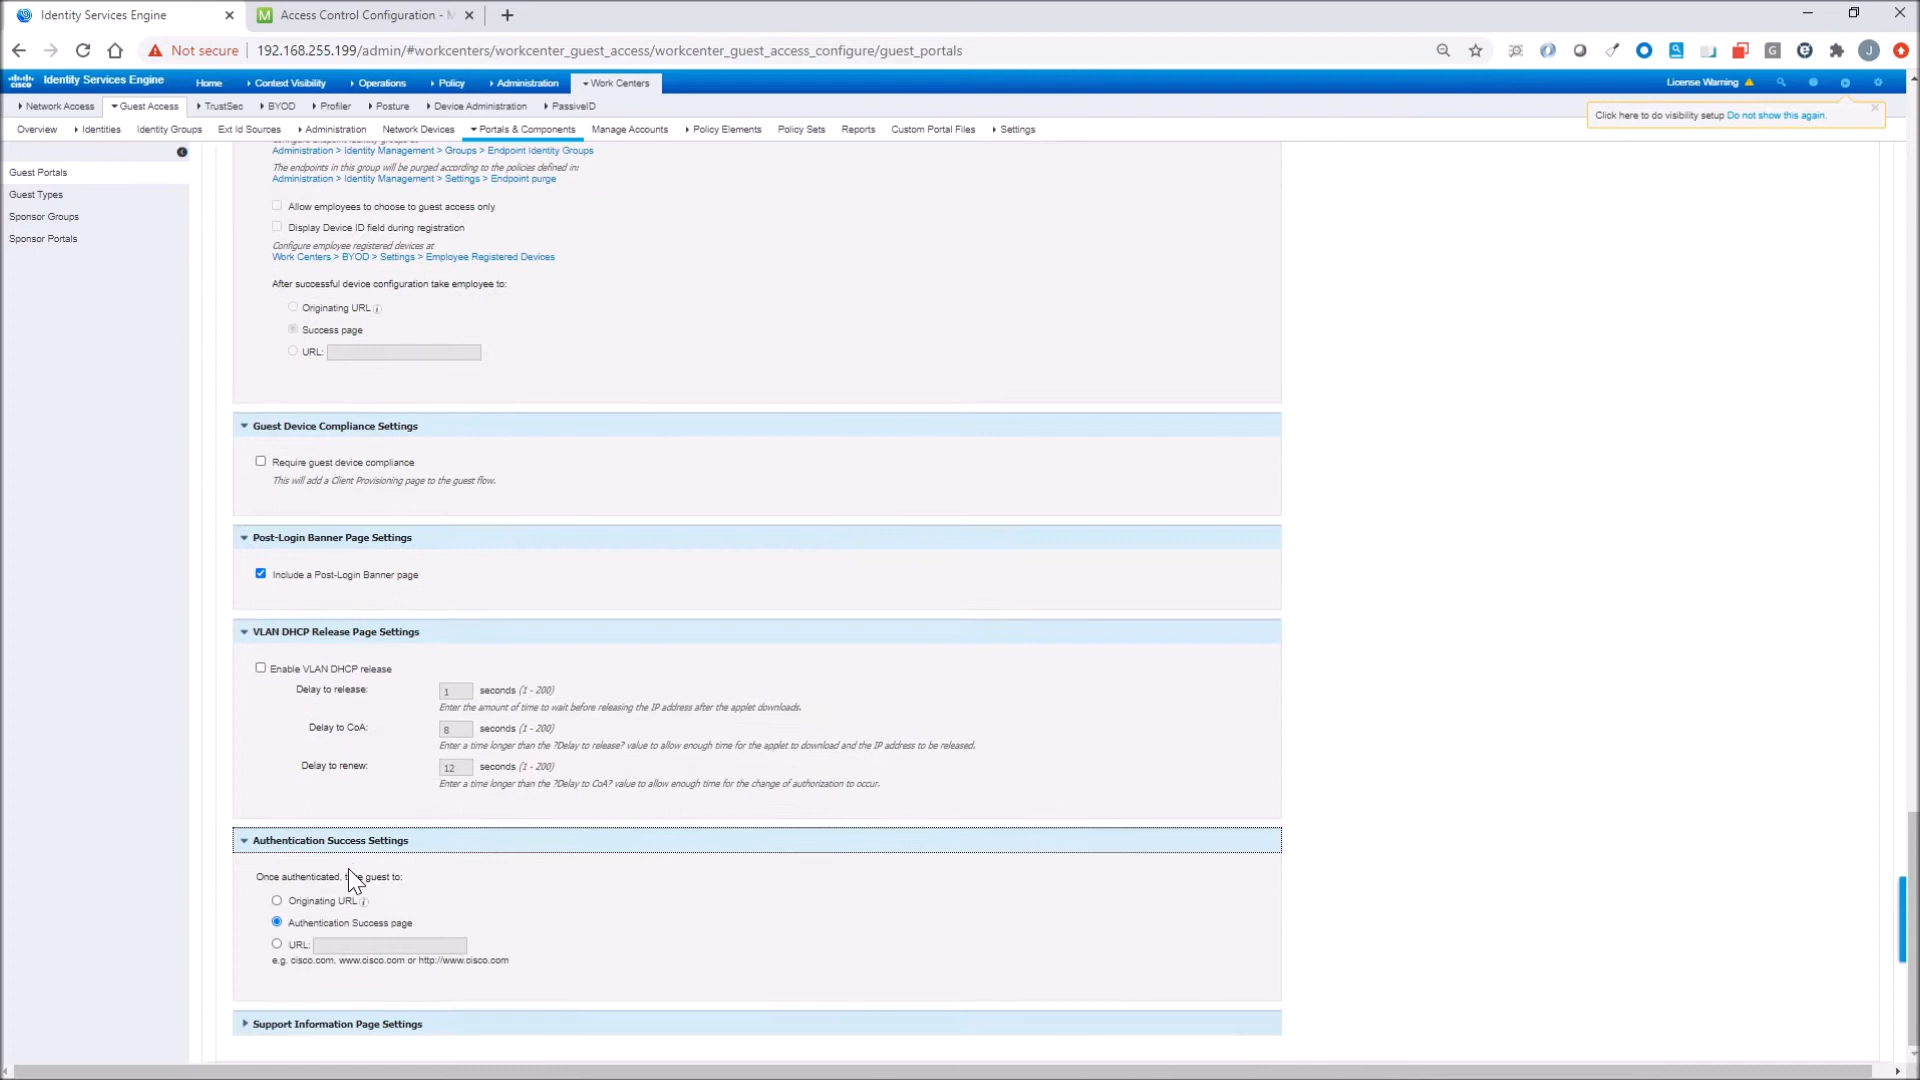 Identity Services Engine
Access Control Configuration - M
Not secure
192.168.255.199/admin/#workcenters/workcenter_guest_access/workcenter_guest_access_configure/guest_portals
cisco
Identity Services Engine
Home
Context Visibility
Operations
Policy
Administration
Work Centers
License Warning
Network Access
Guest Access
TrustSec
BYOD
Profiler
Posture
Device Administration
PassiveID
Click here to do visibility setup Do not show this again.
Overview
Identities
Identity Groups
Ext Id Sources
Administration
Network Devices
Portals & Components
Manage Accounts
Policy Elements
Policy Sets
Reports
Custom Portal Files
Settings
Guest Portals
Guest Types
Sponsor Groups
Sponsor Portals
Administration > Identity Management > Groups > Endpoint Identity Groups
The endpoints in this group will be purged according to the policies defined in:
Administration > Identity Management > Settings > Endpoint purge
Allow employees to choose to guest access only
Display Device ID field during registration
Configure employee registered devices at
Work Centers > BYOD > Settings > Employee Registered Devices
After successful device configuration take employee to:
Originating URL
Success page
URL:
Guest Device Compliance Settings
Require guest device compliance
This will add a Client Provisioning page to the guest flow.
Post-Login Banner Page Settings
Include a Post-Login Banner page
VLAN DHCP Release Page Settings
Enable VLAN DHCP release
Delay to release: 1 seconds (1 - 200)
Enter the amount of time to wait before releasing the IP address after the applet downloads.
Delay to CoA: 8 seconds (1 - 200)
Enter a time longer than the ?Delay to release? value to allow enough time for the applet to download and the IP address to be released.
Delay to renew: 12 seconds (1 - 200)
Enter a time longer than the ?Delay to CoA? value to allow enough time for the change of authorization to occur.
Authentication Success Settings
Once authenticated, guest to:
Originating URL
Authentication Success page
URL:
e.g. cisco.com, www.cisco.com or http://www.cisco.com
Support Information Page Settings